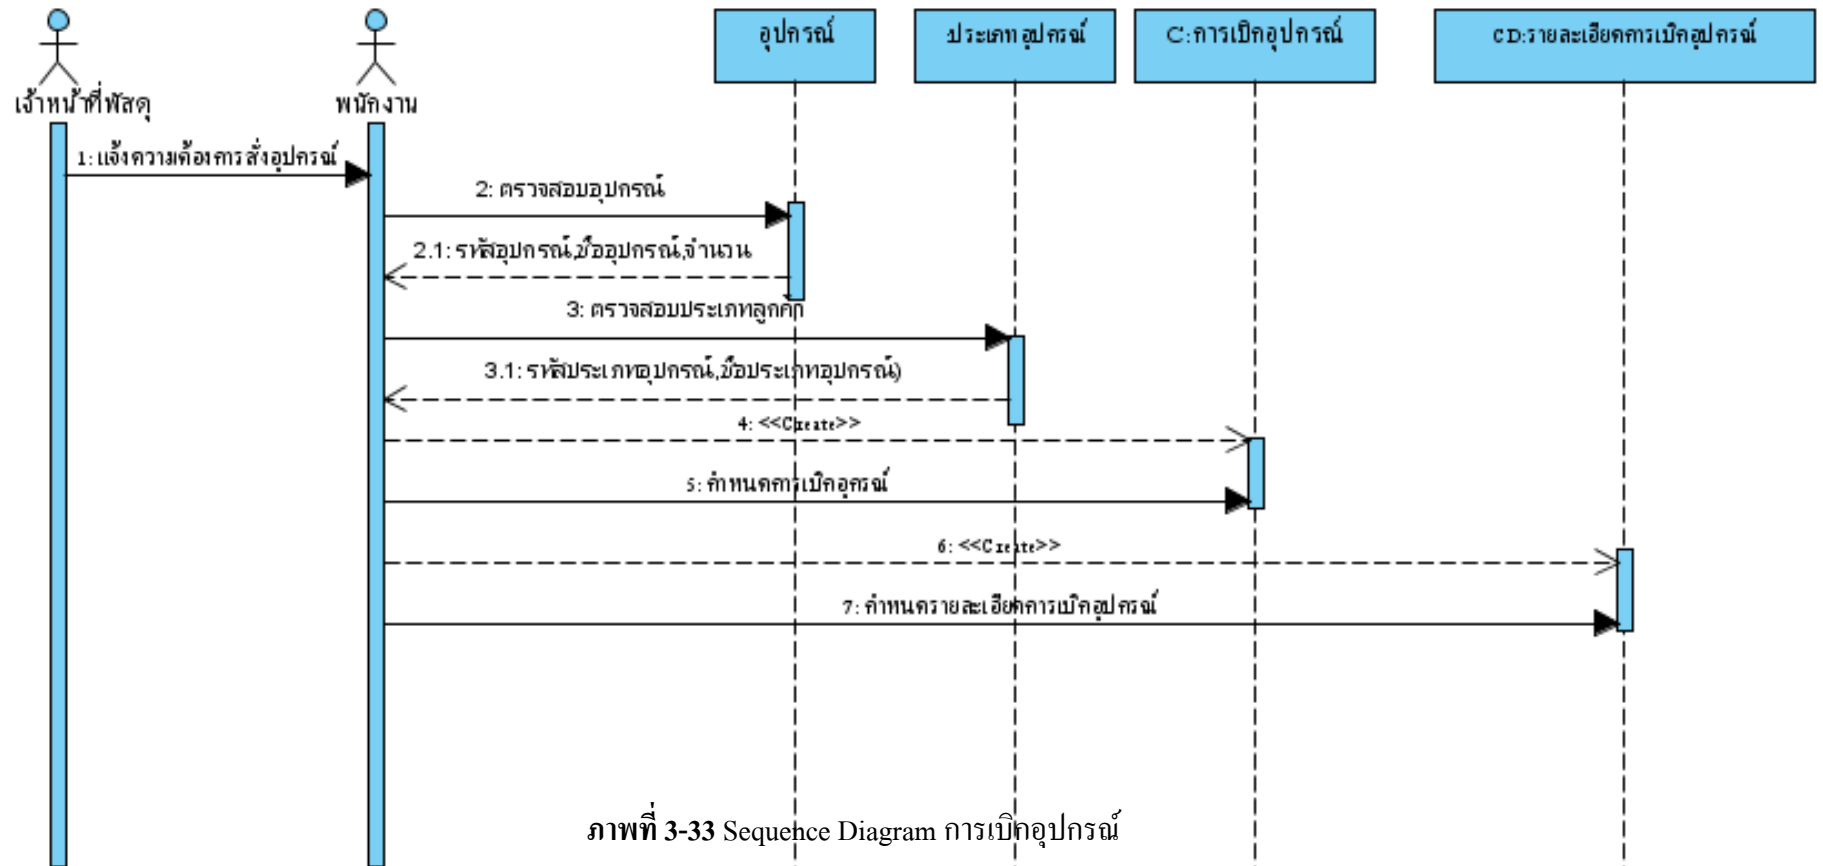 อุปกรณ์
:ประเภทอุปกรณ์
C:การเบิกอุปกรณ์
CD:รายละเอียดการเบิกอุปกรณ์
เจ้าหน้าที่พัสดุ
พนักงาน
1: แจ้งความต้องการสั่งอุปกรณ์
2: ตรวจสอบอุปกรณ์
2.1: รหัสอุปกรณ์,ชื่ออุปกรณ์,จำนวน
3: ตรวจสอบประเภทลูกค้า
3.1: รหัสประเภทอุปกรณ์,ชื่อประเภทอุปกรณ์)
4: <<Create>>
5: กำหนดการเบิกอุกรณ์
6: <<Create>>
7: กำหนดรายละเอียดการเบิกอุปกรณ์
ภาพที่ 3-33 Sequence Diagram การเบิกอุปกรณ์